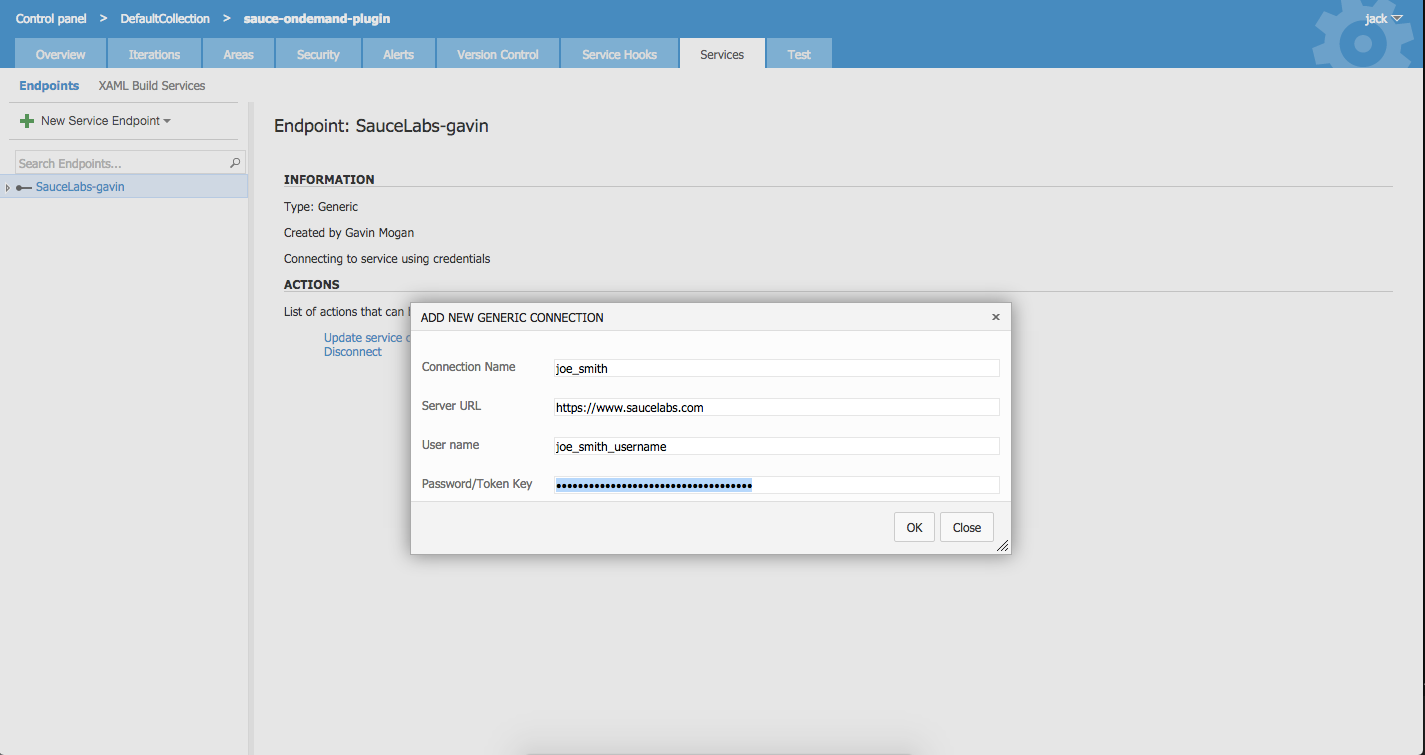 Control panel > DefaultCollection > sauce-ondemand-plugin jack
Overview Iterations Areas Security Alerts Version Control Service Hooks Services Test
Endpoints XAML Build Services
New Service Endpoint
Endpoint: SauceLabs-gavin
Search Endpoints...
SauceLabs-gavin
INFORMATION
Type: Generic
Created by Gavin Mogan
Connecting to service using credentials
ACTIONS
List of actions that can
Update service
Disconnect
ADD NEW GENERIC CONNECTION
Connection Name joe_smith
Server URL https://www.saucelabs.com
User name joe_smith_username
Password/Token Key ••••••••••••••••••••••••••••••••••••
OK Close